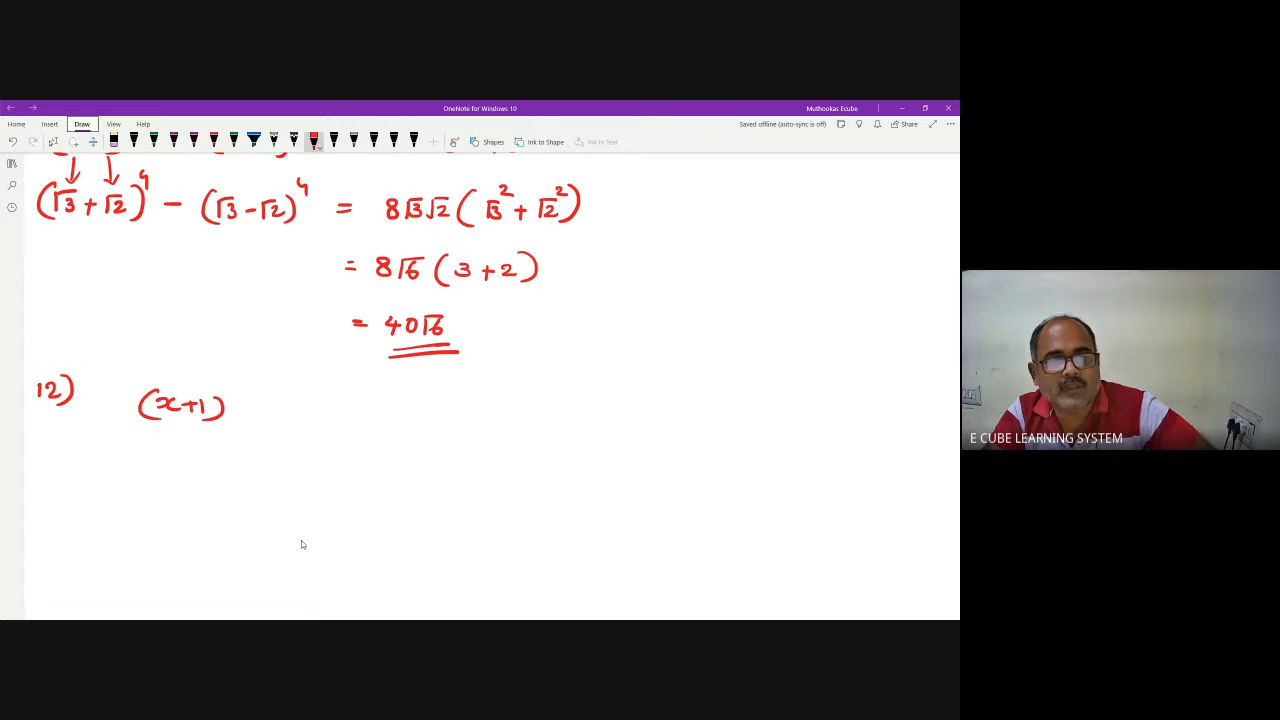 OneNote for Windows 10
Muthookas Ecube
Home Insert Draw View Help
Saved offline (auto-sync is off)
Share
Shapes
Ink to Shape
Ink to Text
(√3+√2)⁴ − (√3−√2)⁴ = 8√3√2(√3²+√2²)
= 8√6(3+2)
= 40√6
12) (x+1)
E CUBE LEARNING SYSTEM